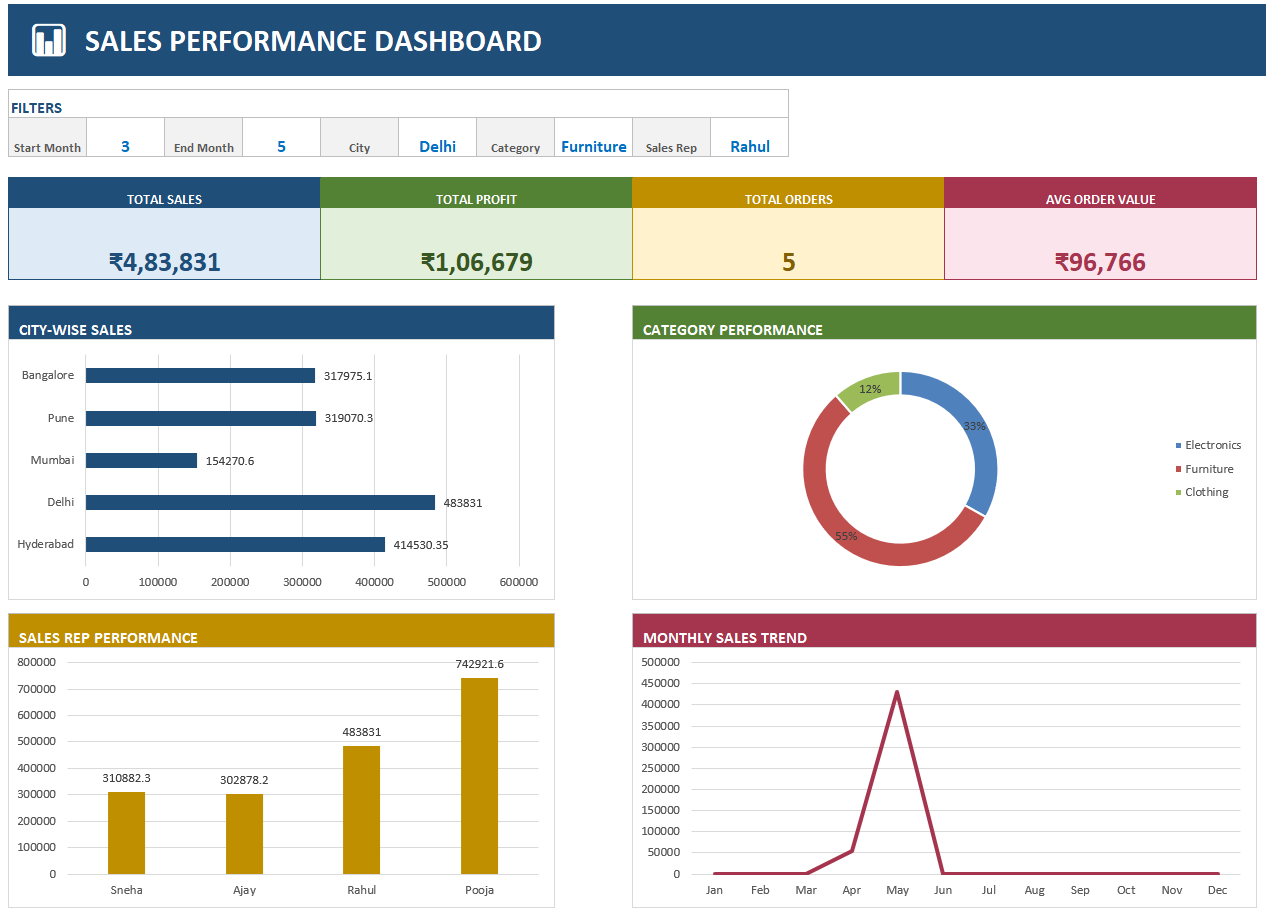 SALES PERFORMANCE DASHBOARD
FILTERS
Start Month 3 End Month 5 City Delhi Category Furniture Sales Rep Rahul
TOTAL SALES TOTAL PROFIT TOTAL ORDERS AVG ORDER VALUE
₹4,83,831 ₹1,06,679 5 ₹96,766
CITY-WISE SALES
Bangalore 317975.1
Pune 319070.3
Mumbai 154270.6
Delhi 483831
Hyderabad 414530.35
0 100000 200000 300000 400000 500000 600000
CATEGORY PERFORMANCE
12%
33%
55%
Electronics
Furniture
Clothing
SALES REP PERFORMANCE
800000
700000
600000
500000
400000
300000
200000
100000
0
310882.3 302878.2 483831 742921.6
Sneha Ajay Rahul Pooja
MONTHLY SALES TREND
500000
450000
400000
350000
300000
250000
200000
150000
100000
50000
0
Jan Feb Mar Apr May Jun Jul Aug Sep Oct Nov Dec